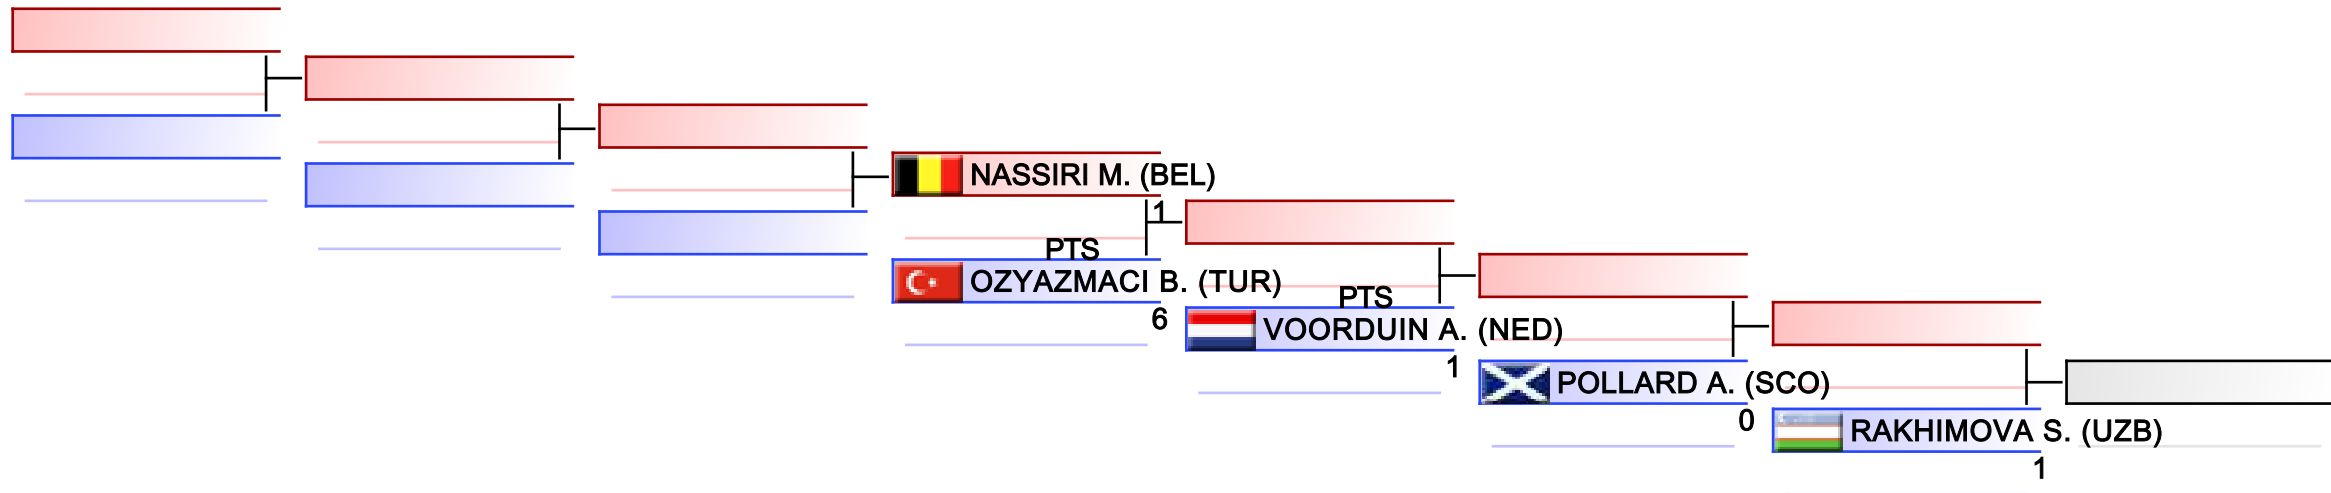 NASSIRI M. (BEL)
1
PTS
OZYAZMACI B. (TUR)
6
PTS
VOORDUIN A. (NED)
1
POLLARD A. (SCO)
0
RAKHIMOVA S. (UZB)
1